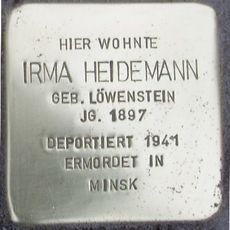 HIER WOHNTE
IRMA HEIDEMANN
GEB. LÖWENSTEIN
JG. 1897
DEPORTIERT 1941
ERMORDET IN
MINSK